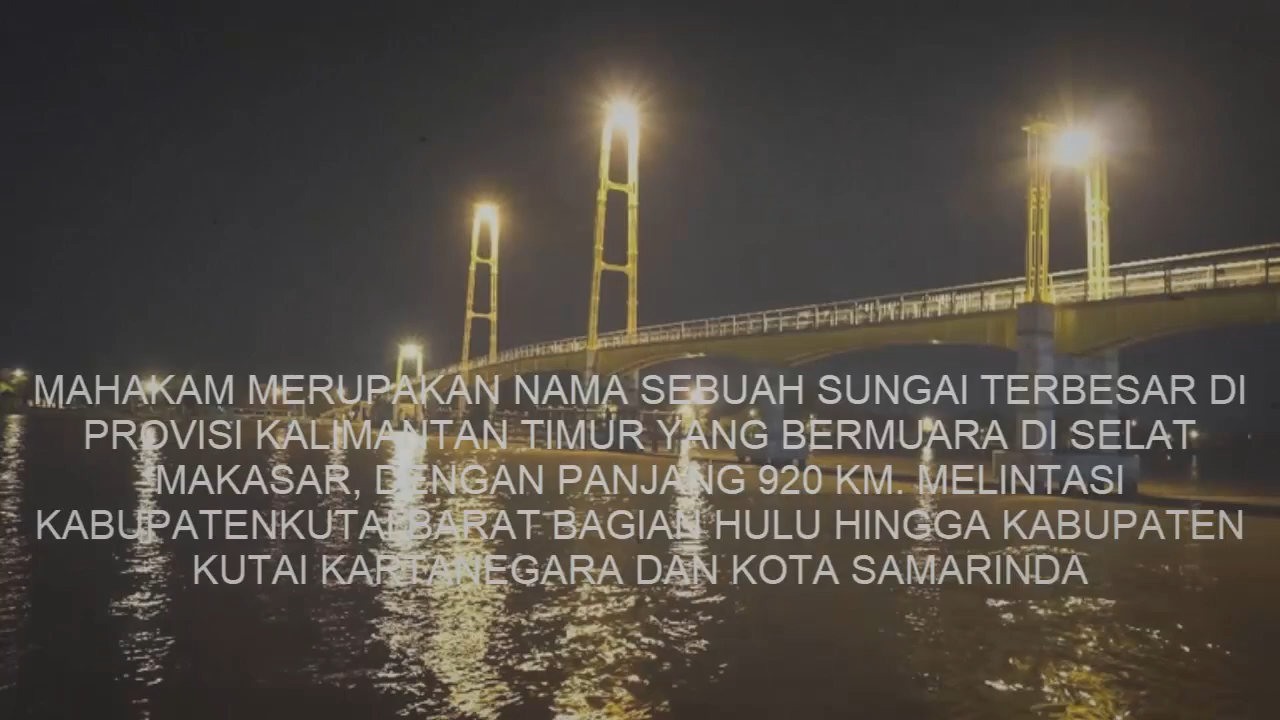 MAHAKAM MERUPAKAN NAMA SEBUAH SUNGAI TERBESAR DI
PROVISI KALIMANTAN TIMUR YANG BERMUARA DI SELAT
MAKASAR, DENGAN PANJANG 920 KM. MELINTASI
KABUPATENKUTAI BARAT BAGIAN HULU HINGGA KABUPATEN
KUTAI KARTANEGARA DAN KOTA SAMARINDA